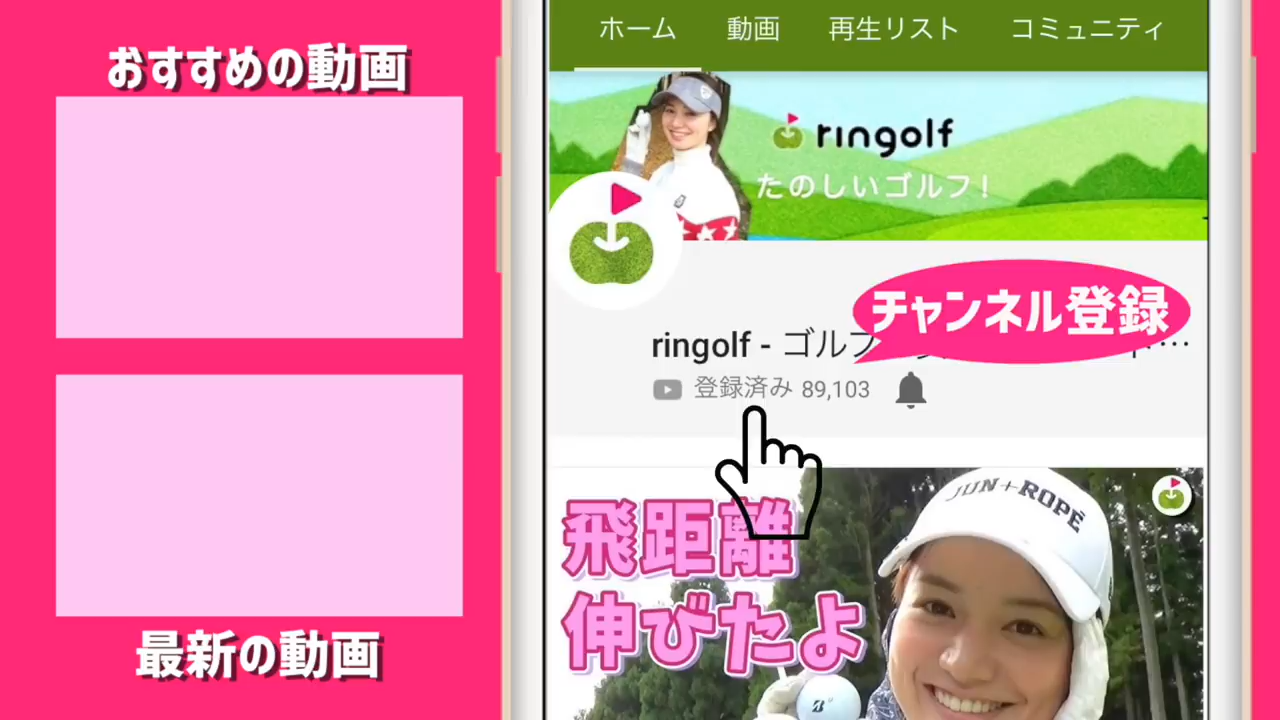 おすすめの動画
最新の動画
ホーム 動画 再生リスト コミュニティ
ringolf
たのしいゴルフ!
チャンネル登録
ringolf - ゴルフ
登録済み 89,103
JUN+ROPÉ
飛距離
伸びたよ
B